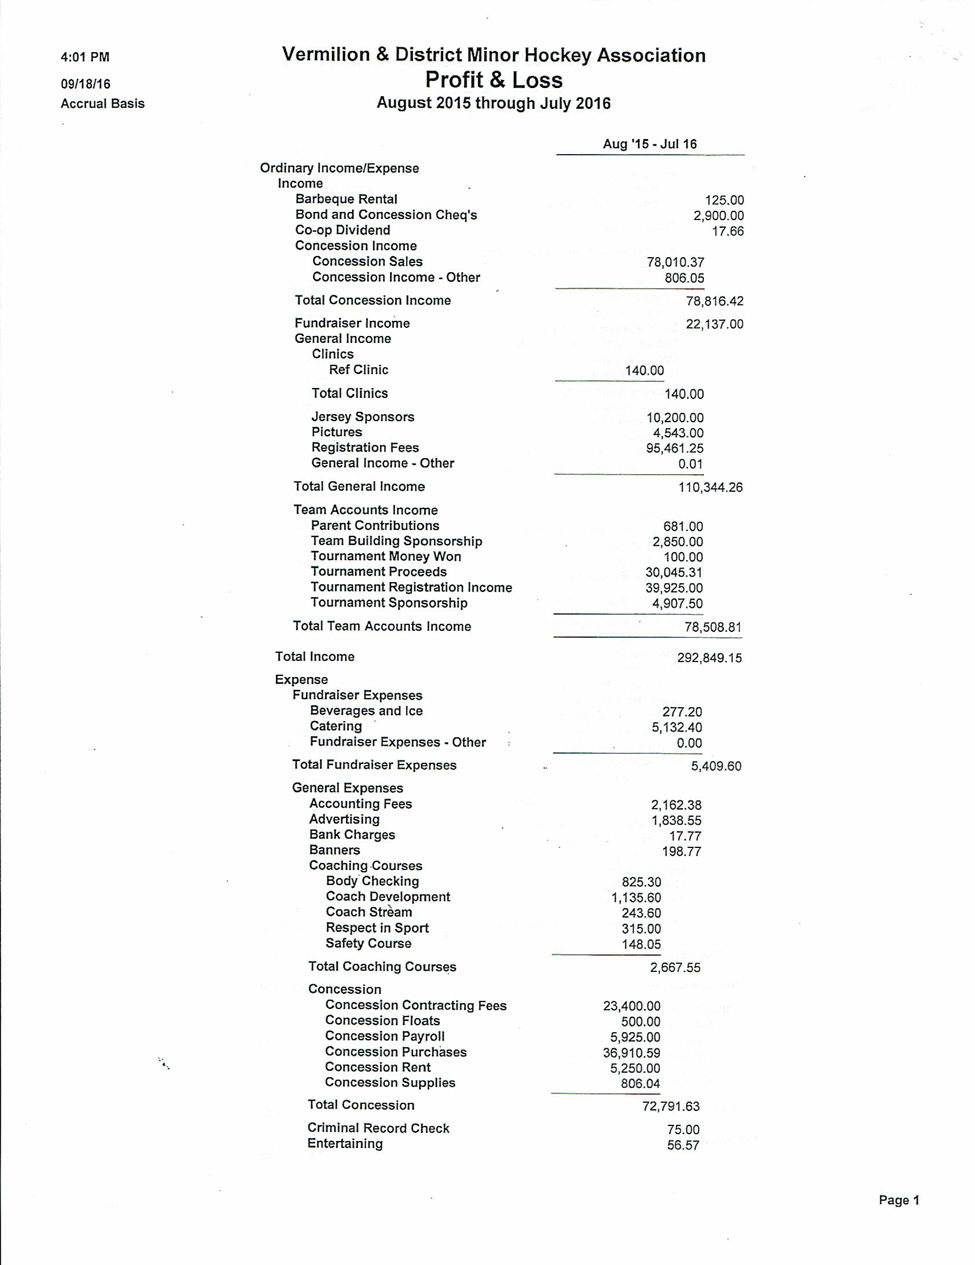 4:01 PM
09/18/16
Accrual Basis
Vermilion & District Minor Hockey Association
Profit & Loss
August 2015 through July 2016
Aug '15 - Jul 16
Ordinary Income/Expense
Income
Barbeque Rental 125.00
Bond and Concession Cheq's 2,900.00
Co-op Dividend 17.66
Concession Income
Concession Sales 78,010.37
Concession Income - Other 806.05
Total Concession Income 78,816.42
Fundraiser Income 22,137.00
General Income
Clinics
Ref Clinic 140.00
Total Clinics 140.00
Jersey Sponsors 10,200.00
Pictures 4,543.00
Registration Fees 95,461.25
General Income - Other 0.01
Total General Income 110,344.26
Team Accounts Income
Parent Contributions 681.00
Team Building Sponsorship 2,850.00
Tournament Money Won 100.00
Tournament Proceeds 30,045.31
Tournament Registration Income 39,925.00
Tournament Sponsorship 4,907.50
Total Team Accounts Income 78,508.81
Total Income 292,849.15
Expense
Fundraiser Expenses
Beverages and Ice 277.20
Catering 5,132.40
Fundraiser Expenses - Other 0.00
Total Fundraiser Expenses 5,409.60
General Expenses
Accounting Fees 2,162.38
Advertising 1,838.55
Bank Charges 17.77
Banners 198.77
Coaching Courses
Body Checking 825.30
Coach Development 1,135.60
Coach Stream 243.60
Respect in Sport 315.00
Safety Course 148.05
Total Coaching Courses 2,667.55
Concession
Concession Contracting Fees 23,400.00
Concession Floats 500.00
Concession Payroll 5,925.00
Concession Purchases 36,910.59
Concession Rent 5,250.00
Concession Supplies 806.04
Total Concession 72,791.63
Criminal Record Check 75.00
Entertaining 56.57
Page 1